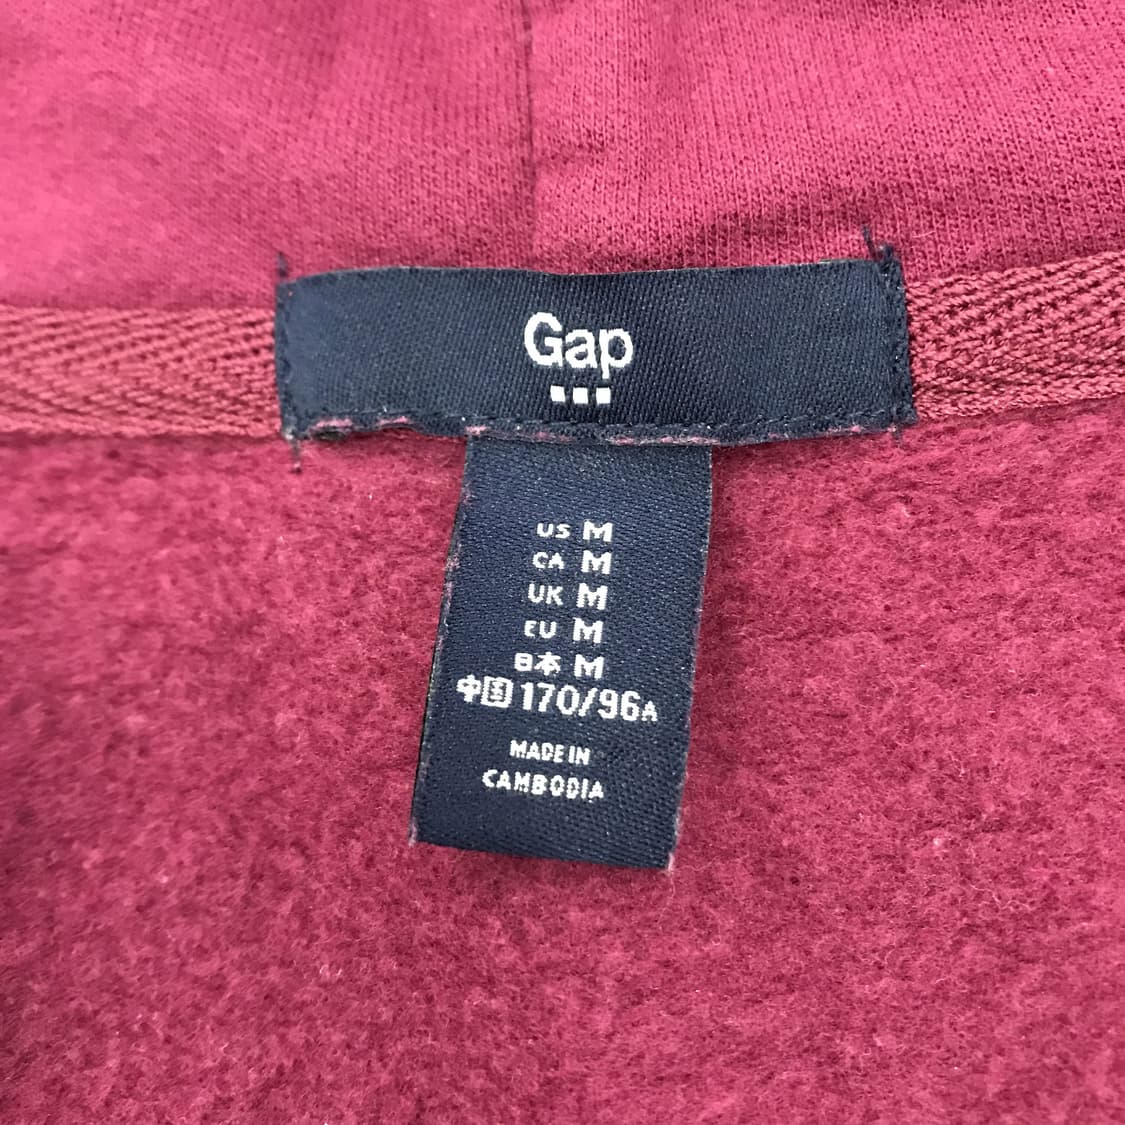 Gap
US M
CA M
UK M
EU M
日本 M
中国 170/96A
MADE IN
CAMBODIA